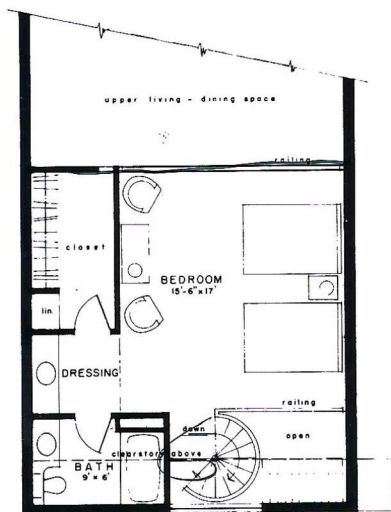 upper living - dining space
railing
closet
BEDROOM
15'-6" x 17'
lin.
DRESSING
railing
down
open
clearstory above
BATH
9' x 6'